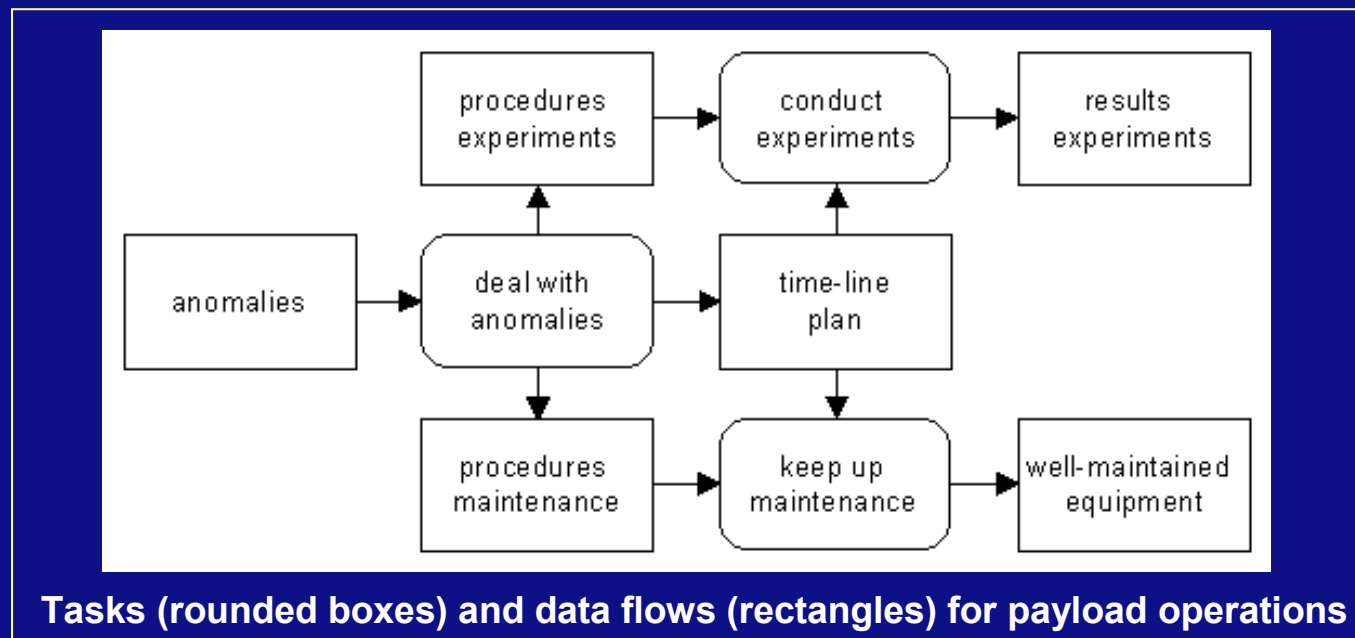 procedures
experiments
conduct
experiments
results
experiments
anomalies
deal with
anomalies
time-line
plan
procedures
maintenance
keep up
maintenance
well-maintained
equipment
Tasks (rounded boxes) and data flows (rectangles) for payload operations